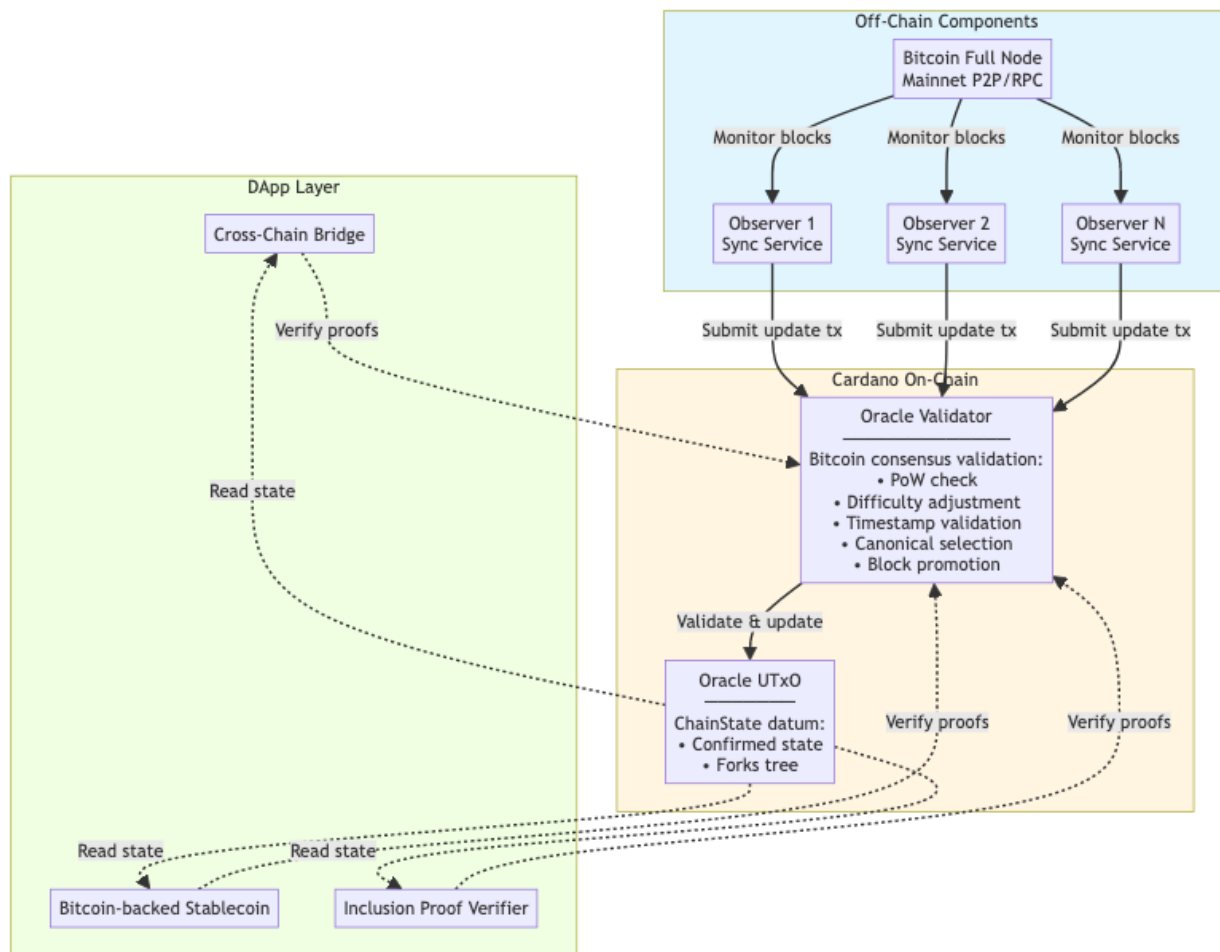 Off-Chain Components
Bitcoin Full Node
Mainnet P2P/RPC
Monitor blocks
Monitor blocks
Monitor blocks
Observer 1
Sync Service
Observer 2
Sync Service
Observer N
Sync Service
Submit update tx
Submit update tx
Submit update tx
DApp Layer
Cross-Chain Bridge
Verify proofs
Read state
Cardano On-Chain
Oracle Validator
Bitcoin consensus validation:
• PoW check
• Difficulty adjustment
• Timestamp validation
• Canonical selection
• Block promotion
Validate & update
Oracle UTxO
ChainState datum:
• Confirmed state
• Forks tree
Verify proofs
Verify proofs
Read state
Read state
Bitcoin-backed Stablecoin
Inclusion Proof Verifier